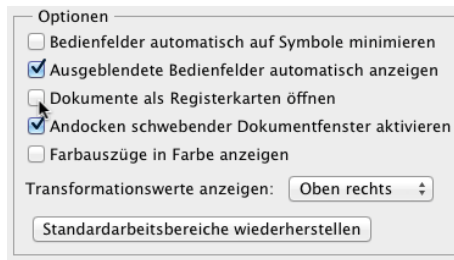 Optionen
Bedienfelder automatisch auf Symbole minimieren
Ausgeblendete Bedienfelder automatisch anzeigen
Dokumente als Registerkarten öffnen
Andocken schwebender Dokumentfenster aktivieren
Farbauszüge in Farbe anzeigen
Transformationswerte anzeigen: Oben rechts
Standardarbeitsbereiche wiederherstellen